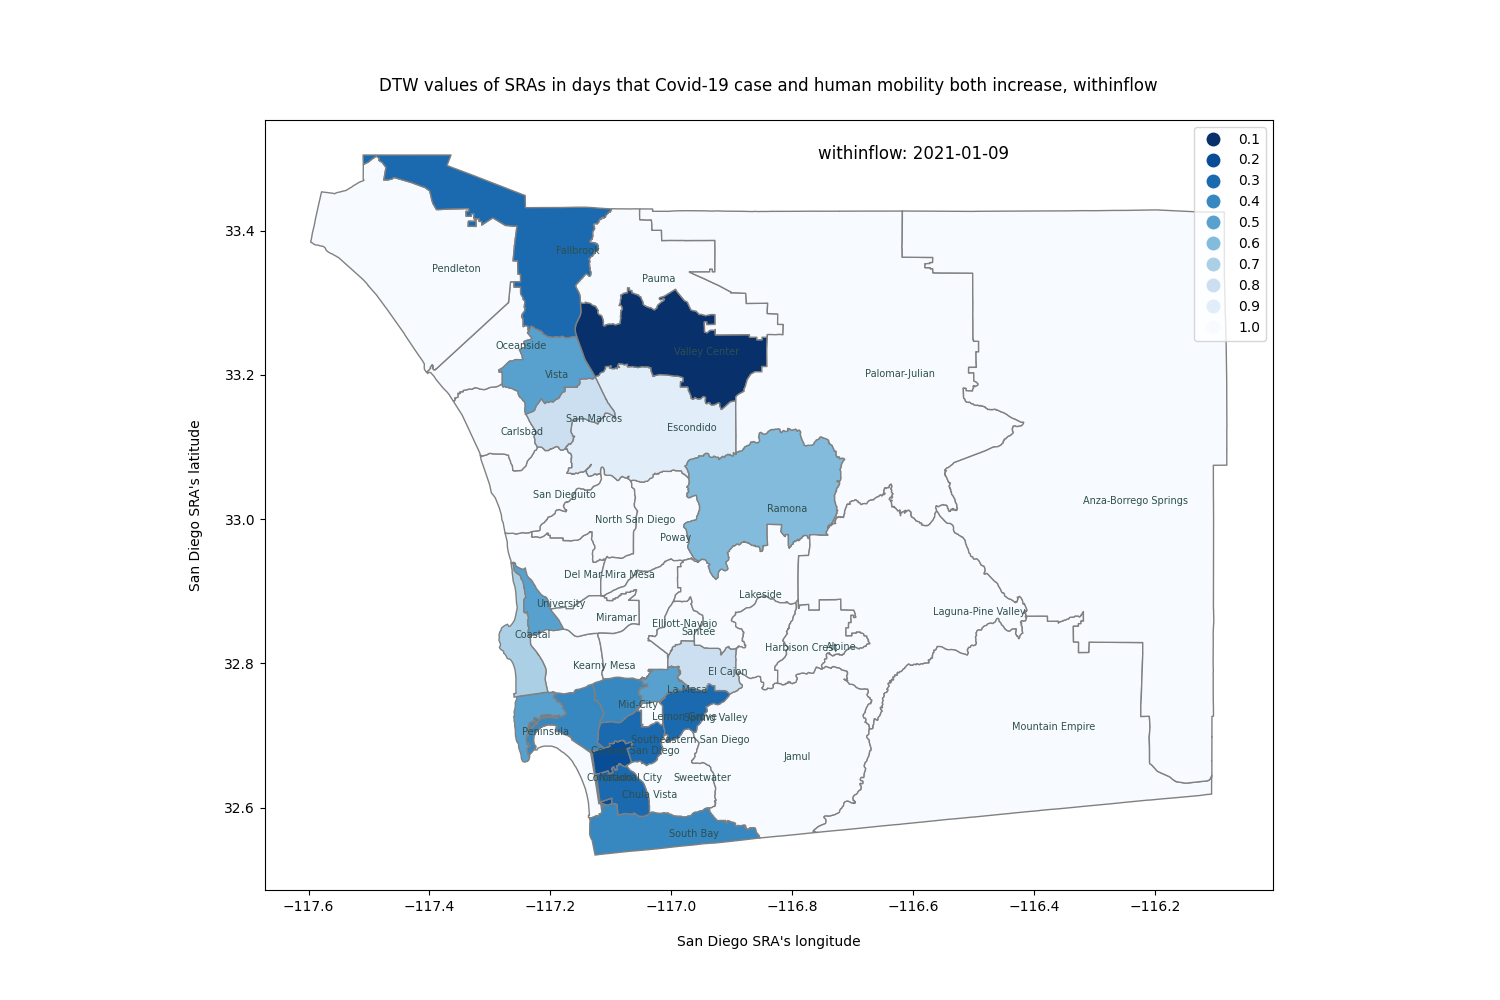 DTW values of SRAs in days that Covid-19 case and human mobility both increase, withinflow
withinflow: 2021-01-09
0.1
0.2
0.3
0.4
0.5
0.6
0.7
0.8
0.9
1.0
33.4
33.2
33.0
32.8
32.6
San Diego SRA's latitude
Fallbrook
Pendleton
Pauma
Oceanside
Valley Center
Vista
Palomar-Julian
San Marcos
Carlsbad
Escondido
San Dieguito
Anza-Borrego Springs
Ramona
North San Diego
Poway
Del Mar-Mira Mesa
Lakeside
University
Laguna-Pine Valley
Miramar
Elliott-Navajo
Santee
Coastal
Harbison Crest
Alpine
Kearny Mesa
El Cajon
La Mesa
Mid-City
Lemon Grove
Spring Valley
Mountain Empire
Peninsula
Southeastern San Diego
San Diego
Jamul
City
Sweetwater
Chula Vista
South Bay
−117.6
−117.4
−117.2
−117.0
−116.8
−116.6
−116.4
−116.2
San Diego SRA's longitude